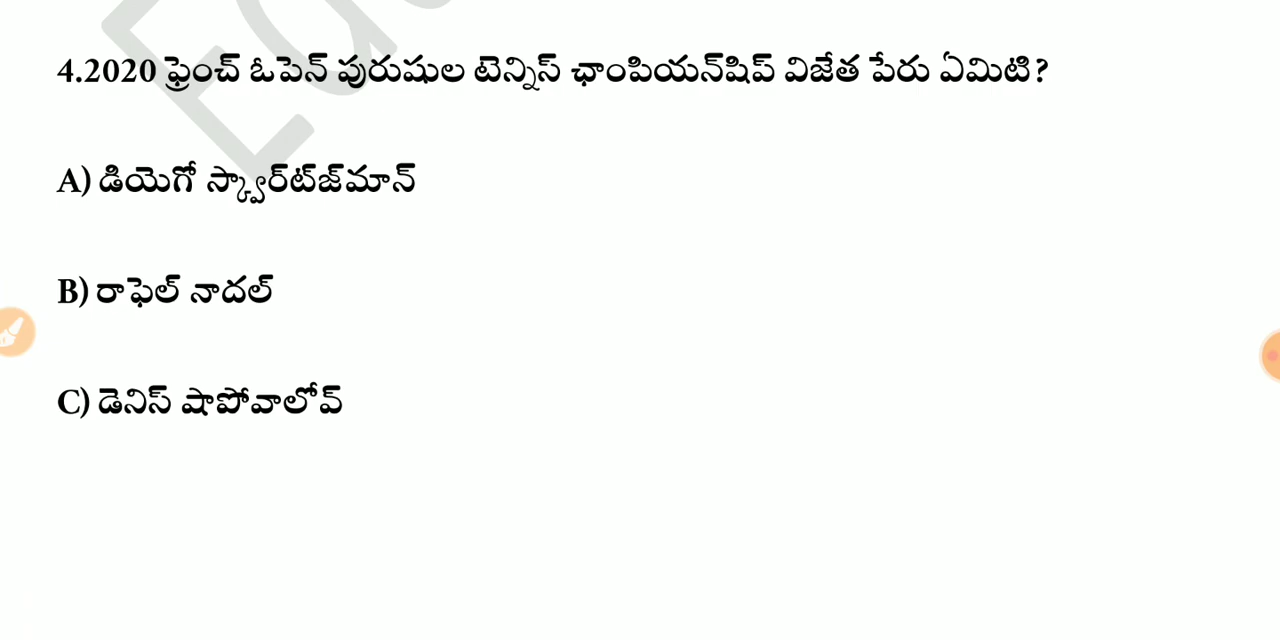 4.2020 ఫ్రెంచ్ ఓపెన్ పురుషుల టెన్నిస్ ఛాంపియన్‌షిప్ విజేత పేరు ఏమిటి?
A) డియెగో స్క్వార్ట్‌జ్‌మాన్
B) రాఫెల్ నాదల్
C) డెనిస్ షాపోవాలోవ్